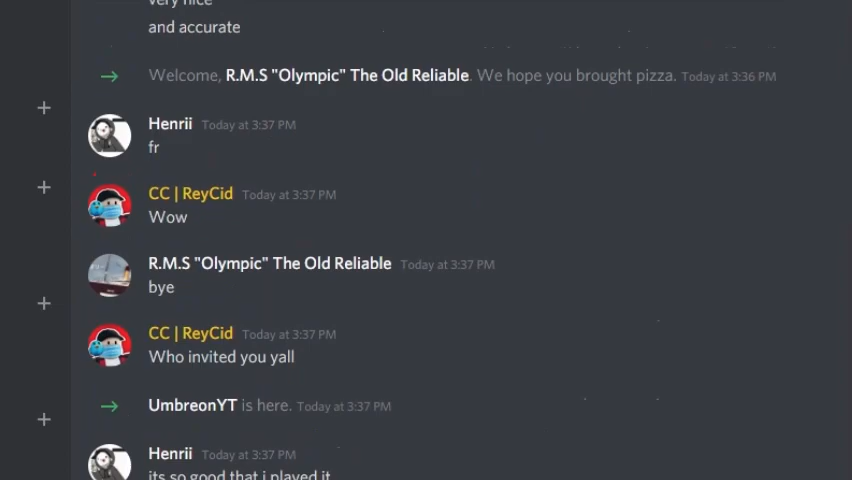 very nice
and accurate
Welcome, R.M.S "Olympic" The Old Reliable. We hope you brought pizza. Today at 3:36 PM
Henrii Today at 3:37 PM
fr
CC | ReyCid Today at 3:37 PM
Wow
R.M.S "Olympic" The Old Reliable Today at 3:37 PM
bye
CC | ReyCid Today at 3:37 PM
Who invited you yall
UmbreonYT is here. Today at 3:37 PM
Henrii Today at 3:37 PM
its so good that i played it